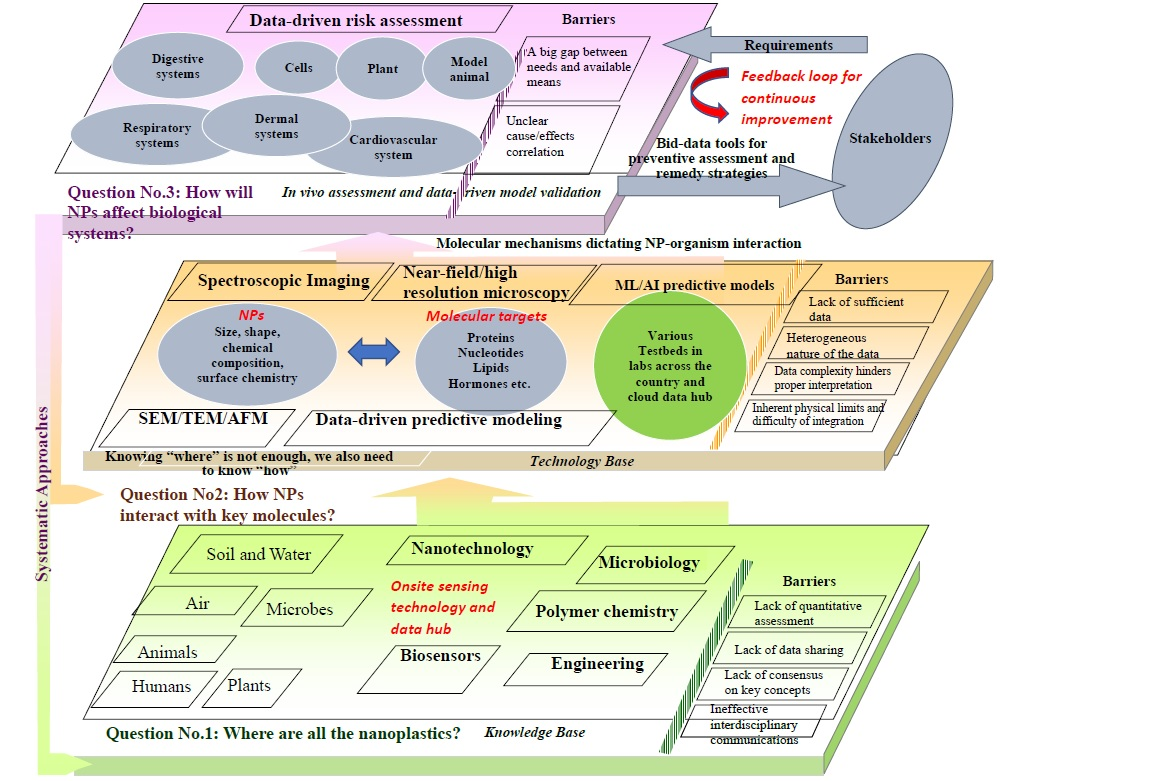 Data-driven risk assessment
Barriers
Digestive
systems
Cells
Plant
Model
animal
Respiratory
systems
Dermal
systems
Cardiovascular
system
A big gap between
needs and available
means
Unclear
cause/effects
correlation
Requirements
Feedback loop for
continuous
improvement
Stakeholders
Bid-data tools for
preventive assessment and
remedy strategies
Question No.3: How will
NPs affect biological
systems?
In vivo assessment and data-driven model validation
Molecular mechanisms dictating NP-organism interaction
Spectroscopic Imaging
Near-field/high
resolution microscopy
ML/AI predictive models
Barriers
NPs
Size, shape,
chemical
composition,
surface chemistry
Molecular targets
Proteins
Nucleotides
Lipids
Hormones etc.
Various
Testbeds in
labs across the
country and
cloud data hub
Lack of sufficient
data
Heterogeneous
nature of the data
Data complexity hinders
proper interpretation
Inherent physical limits and
difficulty of integration
SEM/TEM/AFM
Data-driven predictive modeling
Knowing “where” is not enough, we also need
to know “how”
Technology Base
Systematic Approaches
Question No2: How NPs
interact with key molecules?
Soil and Water
Nanotechnology
Microbiology
Air
Microbes
Onsite sensing
technology and
data hub
Polymer chemistry
Animals
Biosensors
Engineering
Humans
Plants
Barriers
Lack of quantitative
assessment
Lack of data sharing
Lack of consensus
on key concepts
Ineffective
interdisciplinary
communications
Question No.1: Where are all the nanoplastics?
Knowledge Base